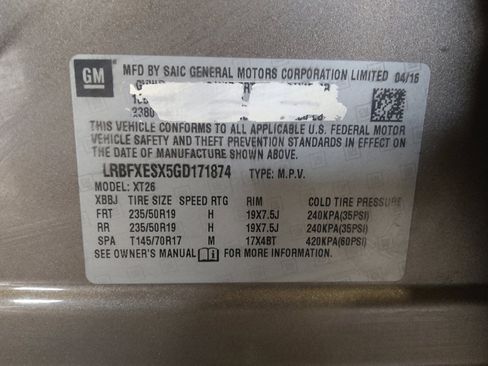 GM
MFD BY SAIC GENERAL MOTORS CORPORATION LIMITED 04/16
2380
THIS VEHICLE CONFORMS TO ALL APPLICABLE U.S. FEDERAL MOTOR
VEHICLE SAFETY AND THEFT PREVENTION STANDARDS IN EFFECT ON
THE DATE OF MANUFACTURE SHOWN ABOVE.
LRBFXESX5GD171874 TYPE: M.P.V.
MODEL: XT26
XBBJ TIRE SIZE SPEED RIM COLD TIRE PRESSURE
FRT 235/50R19 H 19X7.5J 240KPA(35PSI)
RR 235/50R19 H 19X7.5J 240KPA(35PSI)
SPA T145/70R17 M 17X4BT 420KPA(60PSI)
SEE OWNER'S MANUAL FOR MORE INFORMATION.